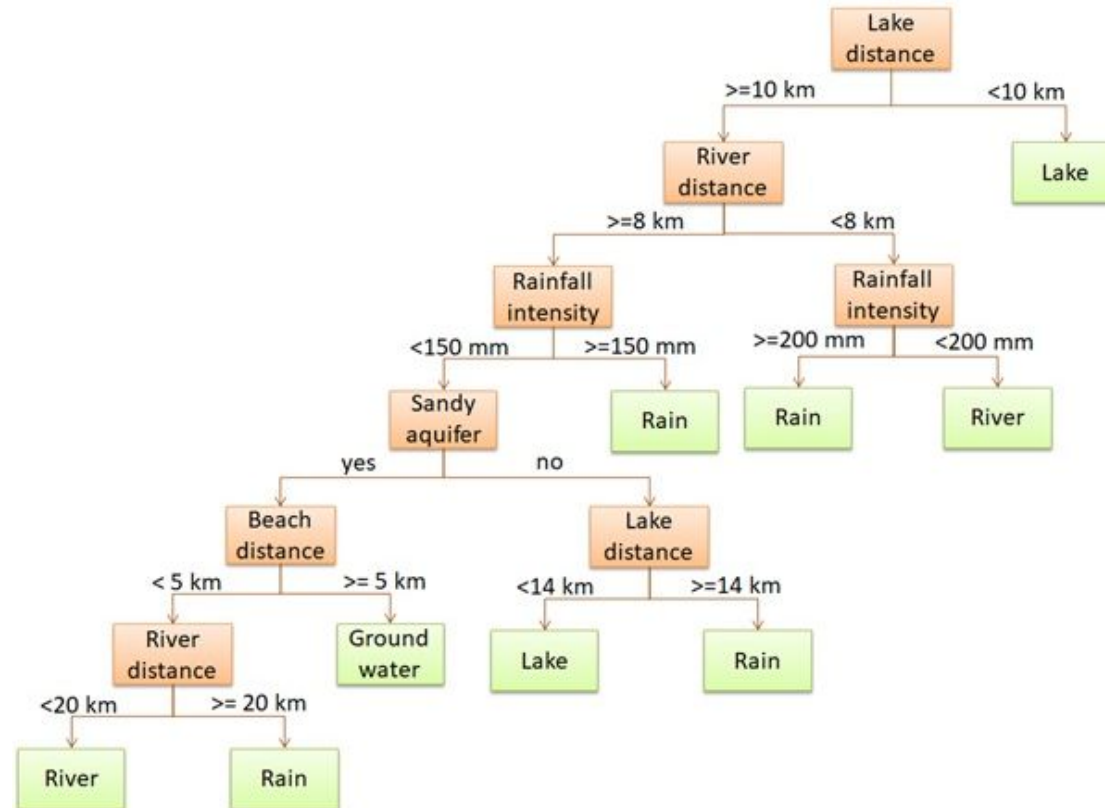 Lake
distance
>=10 km
<10 km
River
distance
Lake
>=8 km
<8 km
Rainfall
intensity
Rainfall
intensity
<150 mm
>=150 mm
>=200 mm
<200 mm
Sandy
aquifer
Rain
Rain
River
yes
no
Beach
distance
Lake
distance
< 5 km
>= 5 km
<14 km
>=14 km
River
distance
Ground
water
Lake
Rain
<20 km
>= 20 km
River
Rain